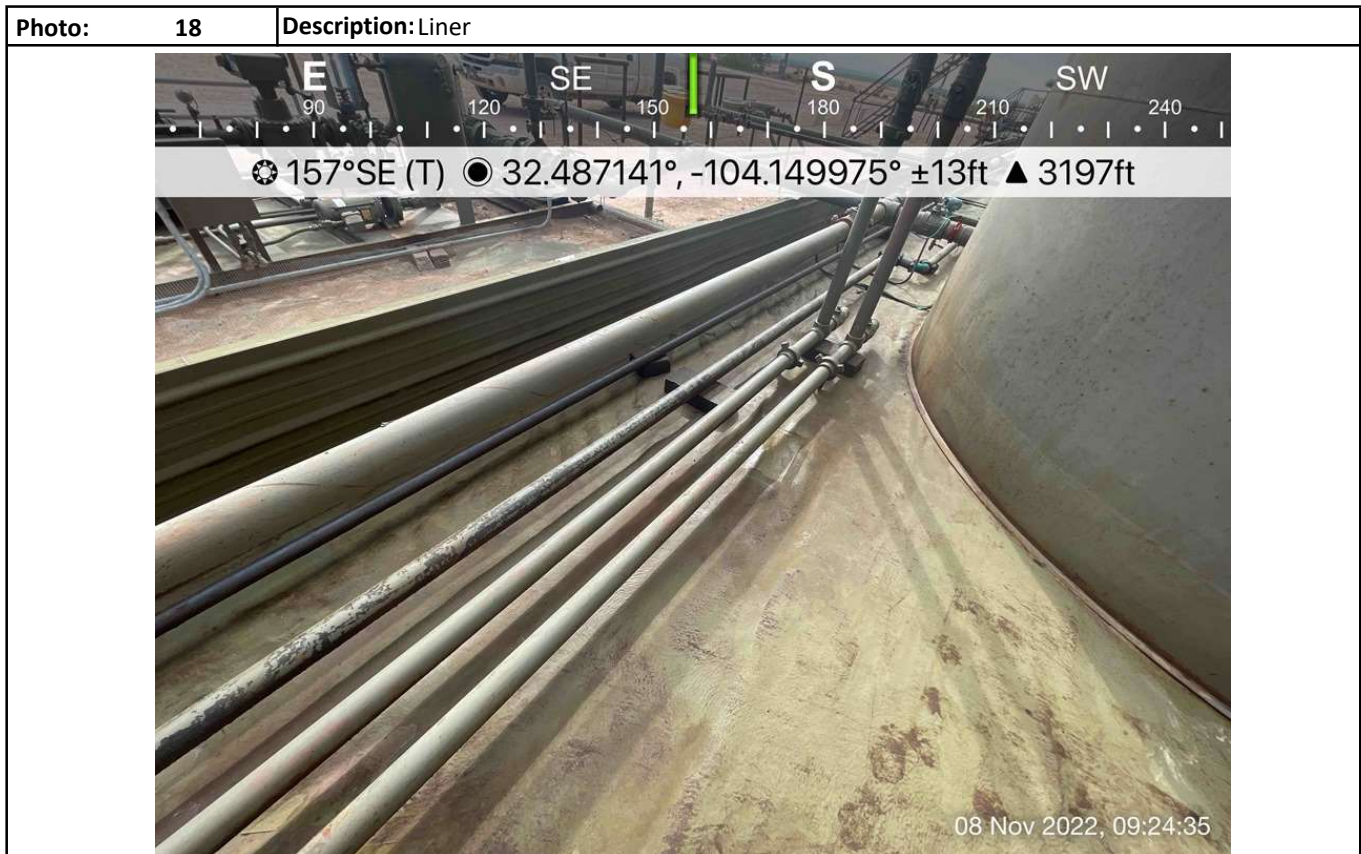 Photo: 18 Description: Liner
E SE S SW
90 120 150 180 210 240
157°SE (T) 32.487141°, -104.149975° ±13ft ▲ 3197ft
08 Nov 2022, 09:24:35